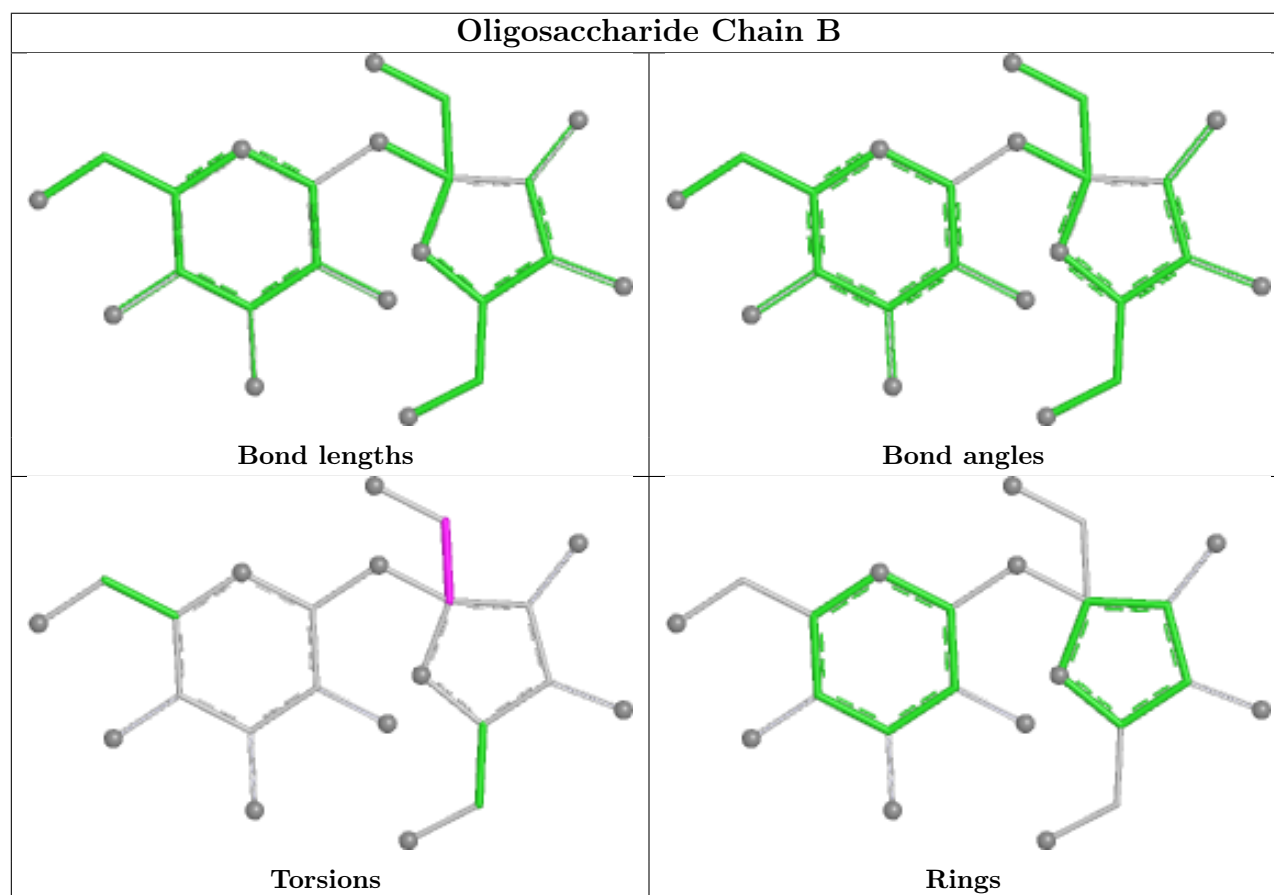 Oligosaccharide Chain B
Bond lengths
Bond angles
Torsions
Rings